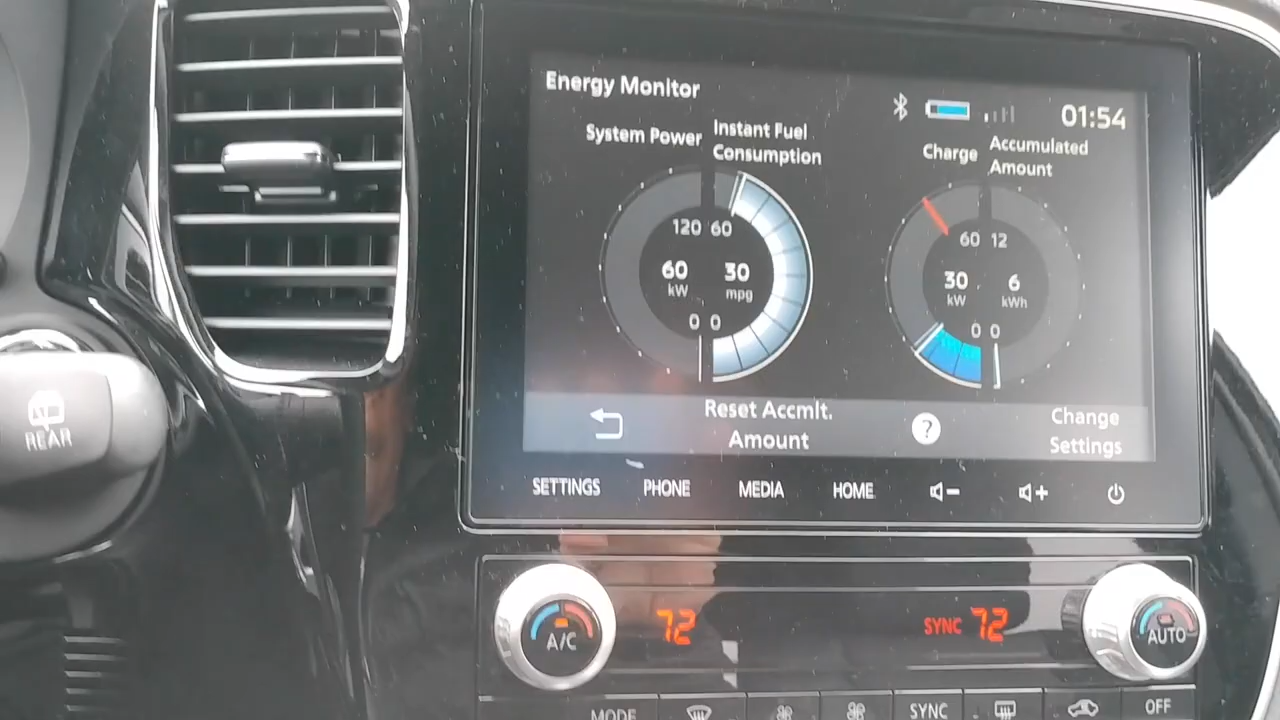 Energy Monitor
01:54
System Power
Instant Fuel
Consumption
Charge
Accumulated
Amount
120 60
60 12
60
kW
30
mpg
30
kW
6
kWh
0 0
0 0
Reset Accmlt.
Amount
?
Change
Settings
SETTINGS PHONE MEDIA HOME
REAR
A/C
72
SYNC 72
AUTO
MODE
SYNC
OFF